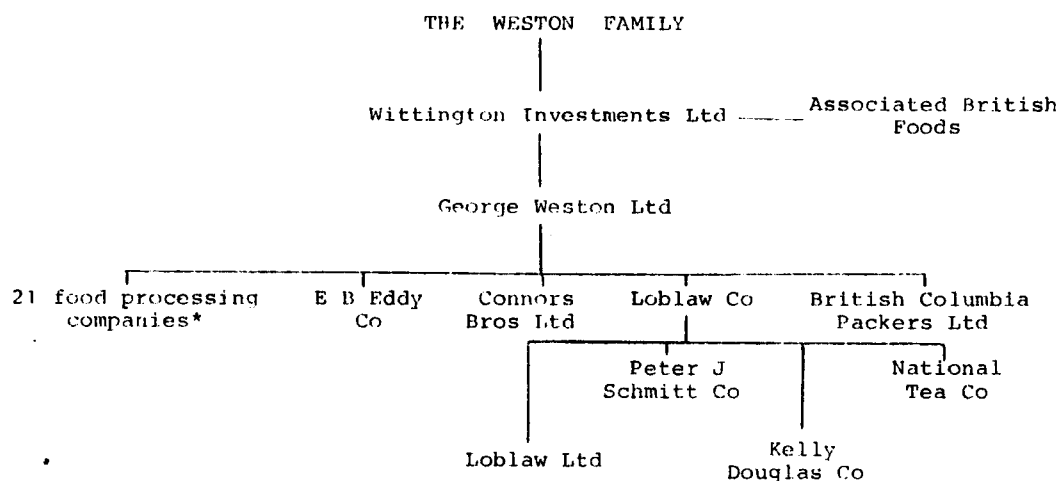 THE WESTON FAMILY
Wittington Investments Ltd
Associated British
Foods
George Weston Ltd
21 food processing
companies*
E B Eddy
Co
Connors
Bros Ltd
Loblaw Co
British Columbia
Packers Ltd
Peter J
Schmitt Co
National
Tea Co
Loblaw Ltd
Kelly
Douglas Co